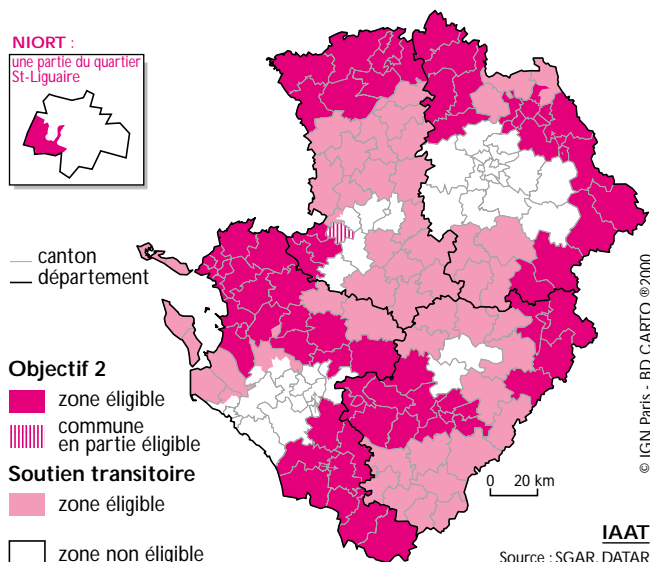 NIORT :
une partie du quartier
St-Liguaire
canton
département
Objectif 2
zone éligible
commune
en partie éligible
Soutien transitoire
zone éligible
zone non éligible
0 20 km
© IGN Paris - BD CARTO ®2000
IAAT
Source : SGAR, DATAR